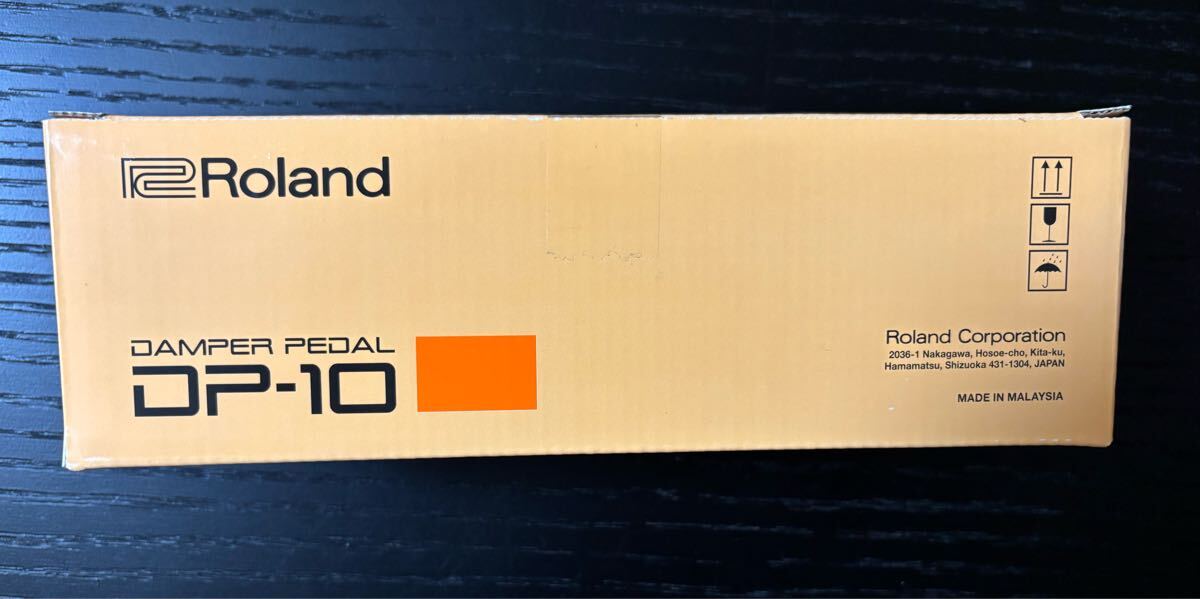 Roland
DAMPER PEDAL
DP-10
Roland Corporation
2036-1 Nakagawa, Hosoe-cho, Kita-ku,
Hamamatsu, Shizuoka 431-1304, JAPAN
MADE IN MALAYSIA